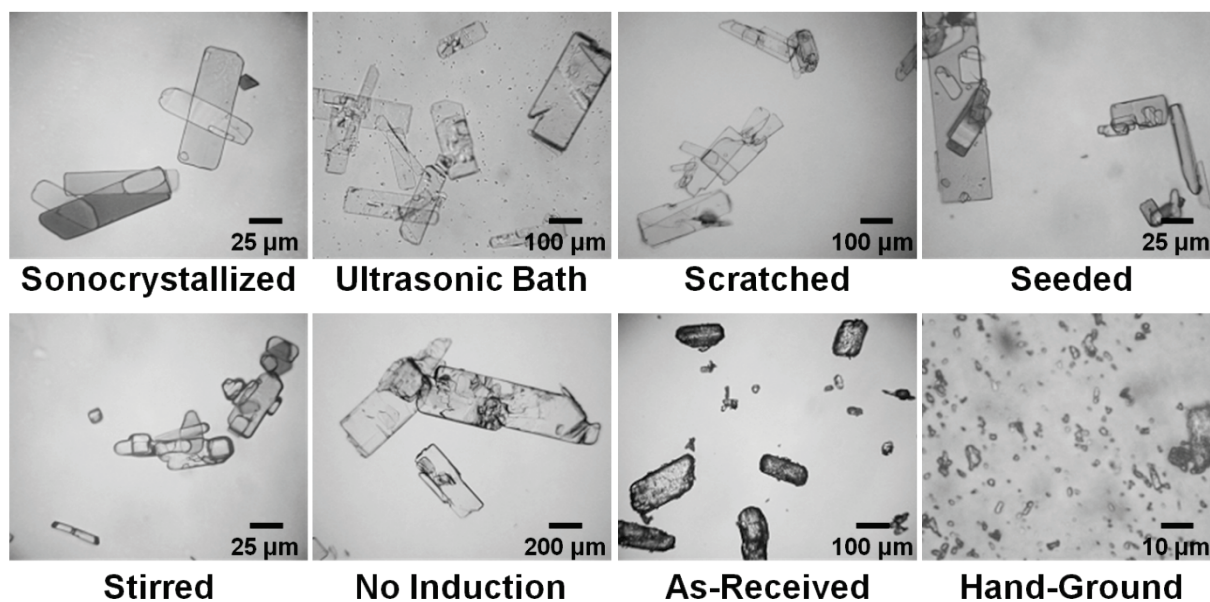 25 µm
100 µm
100 µm
25 µm
Sonocrystallized
Ultrasonic Bath
Scratched
Seeded
25 µm
200 µm
100 µm
10 µm
Stirred
No Induction
As-Received
Hand-Ground